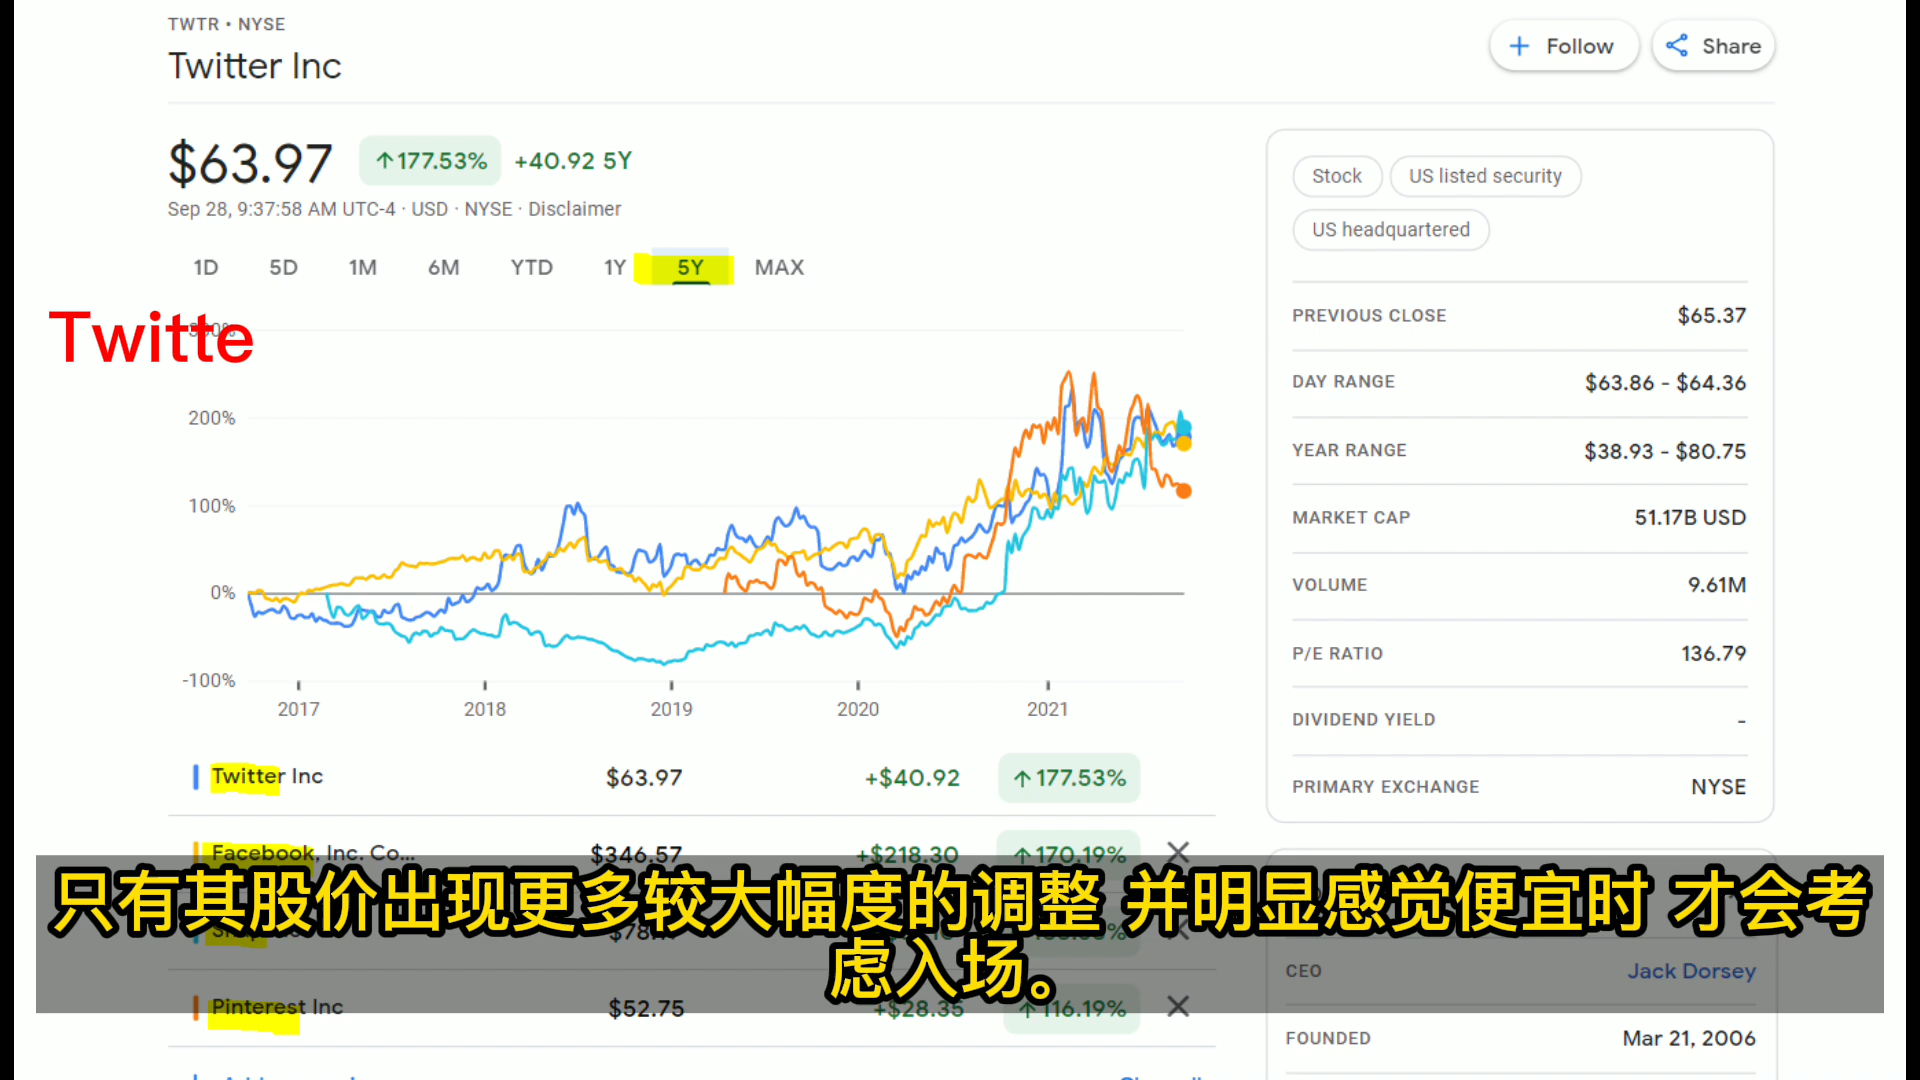 TWTR • NYSE
Twitter Inc
Follow
Share
$63.97
↑177.53%
+40.92 5Y
Sep 28, 9:37:58 AM UTC-4 · USD · NYSE · Disclaimer
1D 5D 1M 6M YTD 1Y 5Y MAX
Twitte
200%
100%
0%
-100%
2017 2018 2019 2020 2021
Twitter Inc $63.97 +$40.92 ↑177.53%
Facebook, Inc. Co... $346.57 +$218.30 ↑170.19%
只有其股价出现更多较大幅度的调整 并明显感觉便宜时 才会考
虑入场。
Pinterest Inc $52.75 +$28.35 ↑116.19%
Stock
US listed security
US headquartered
PREVIOUS CLOSE $65.37
DAY RANGE $63.86 - $64.36
YEAR RANGE $38.93 - $80.75
MARKET CAP 51.17B USD
VOLUME 9.61M
P/E RATIO 136.79
DIVIDEND YIELD -
PRIMARY EXCHANGE NYSE
CEO Jack Dorsey
FOUNDED Mar 21, 2006